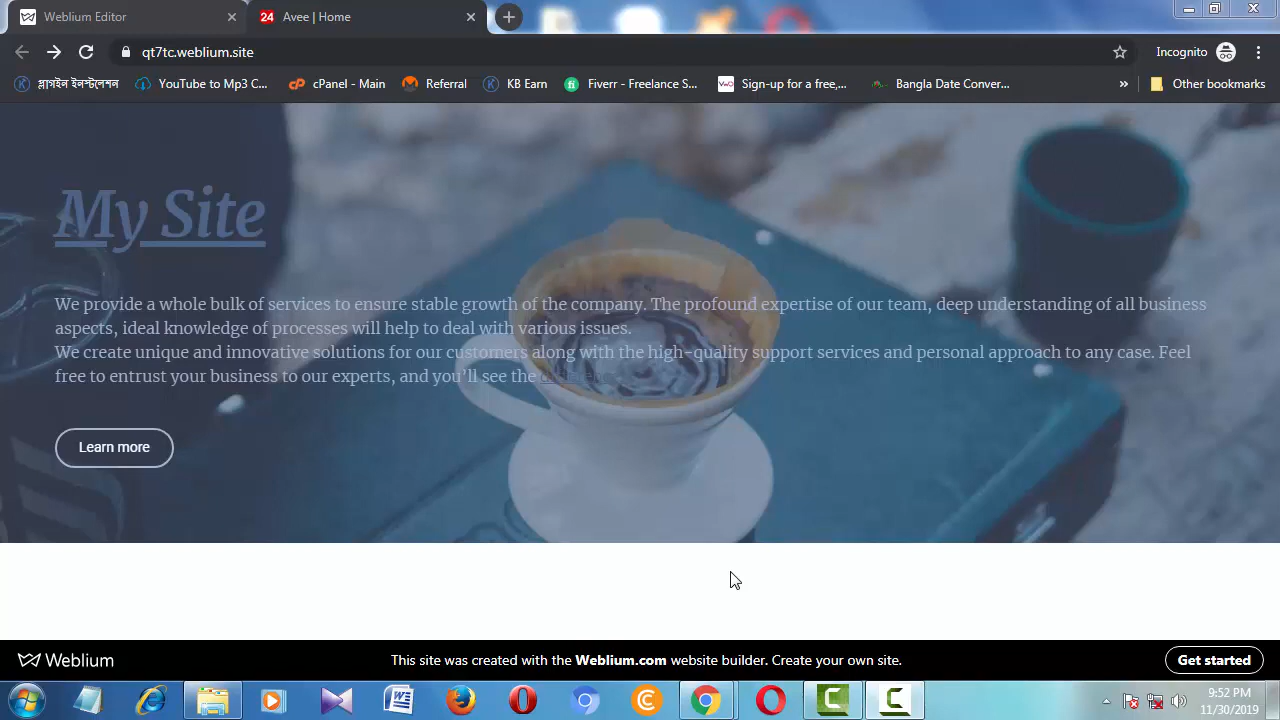 Weblium Editor
24
Avee | Home
qt7tc.weblium.site
Incognito
প্লাগইন ইনস্টলেশন
YouTube to Mp3 C...
cPanel - Main
Referral
KB Earn
Fiverr - Freelance S...
Sign-up for a free,...
Bangla Date Conver...
Other bookmarks
My Site
We provide a whole bulk of services to ensure stable growth of the company. The profound expertise of our team, deep understanding of all business
aspects, ideal knowledge of processes will help to deal with various issues.
We create unique and innovative solutions for our customers along with the high-quality support services and personal approach to any case. Feel
free to entrust your business to our experts, and you'll see the
Learn more
Weblium
This site was created with the Weblium.com website builder. Create your own site.
Get started
9:52 PM
11/30/2019